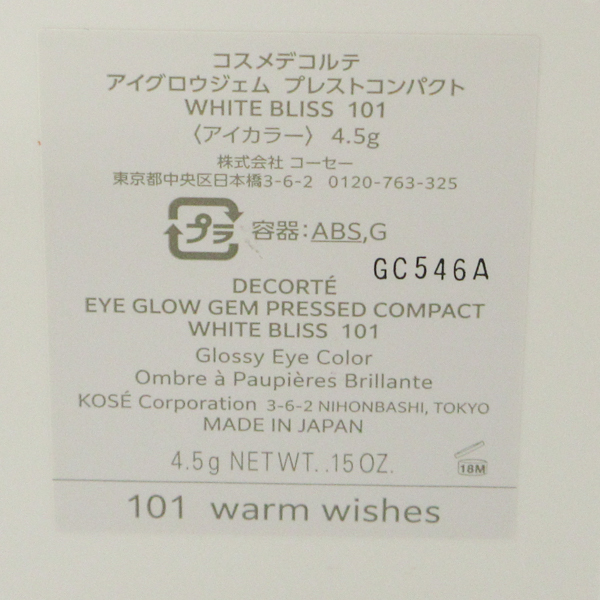 コスメデコルテ
アイグロウジェム プレストコンパクト
WHITE BLISS 101
〈アイカラー〉 4.5g
株式会社 コーセー
東京都中央区日本橋3-6-2 0120-763-325
プラ 容器:ABS,G
GC546A
DECORTÉ
EYE GLOW GEM PRESSED COMPACT
WHITE BLISS 101
Glossy Eye Color
Ombre à Paupières Brillante
KOSÉ Corporation 3-6-2 NIHONBASHI, TOKYO
MADE IN JAPAN
4.5g NETWT. .15OZ.
18M
101 warm wishes